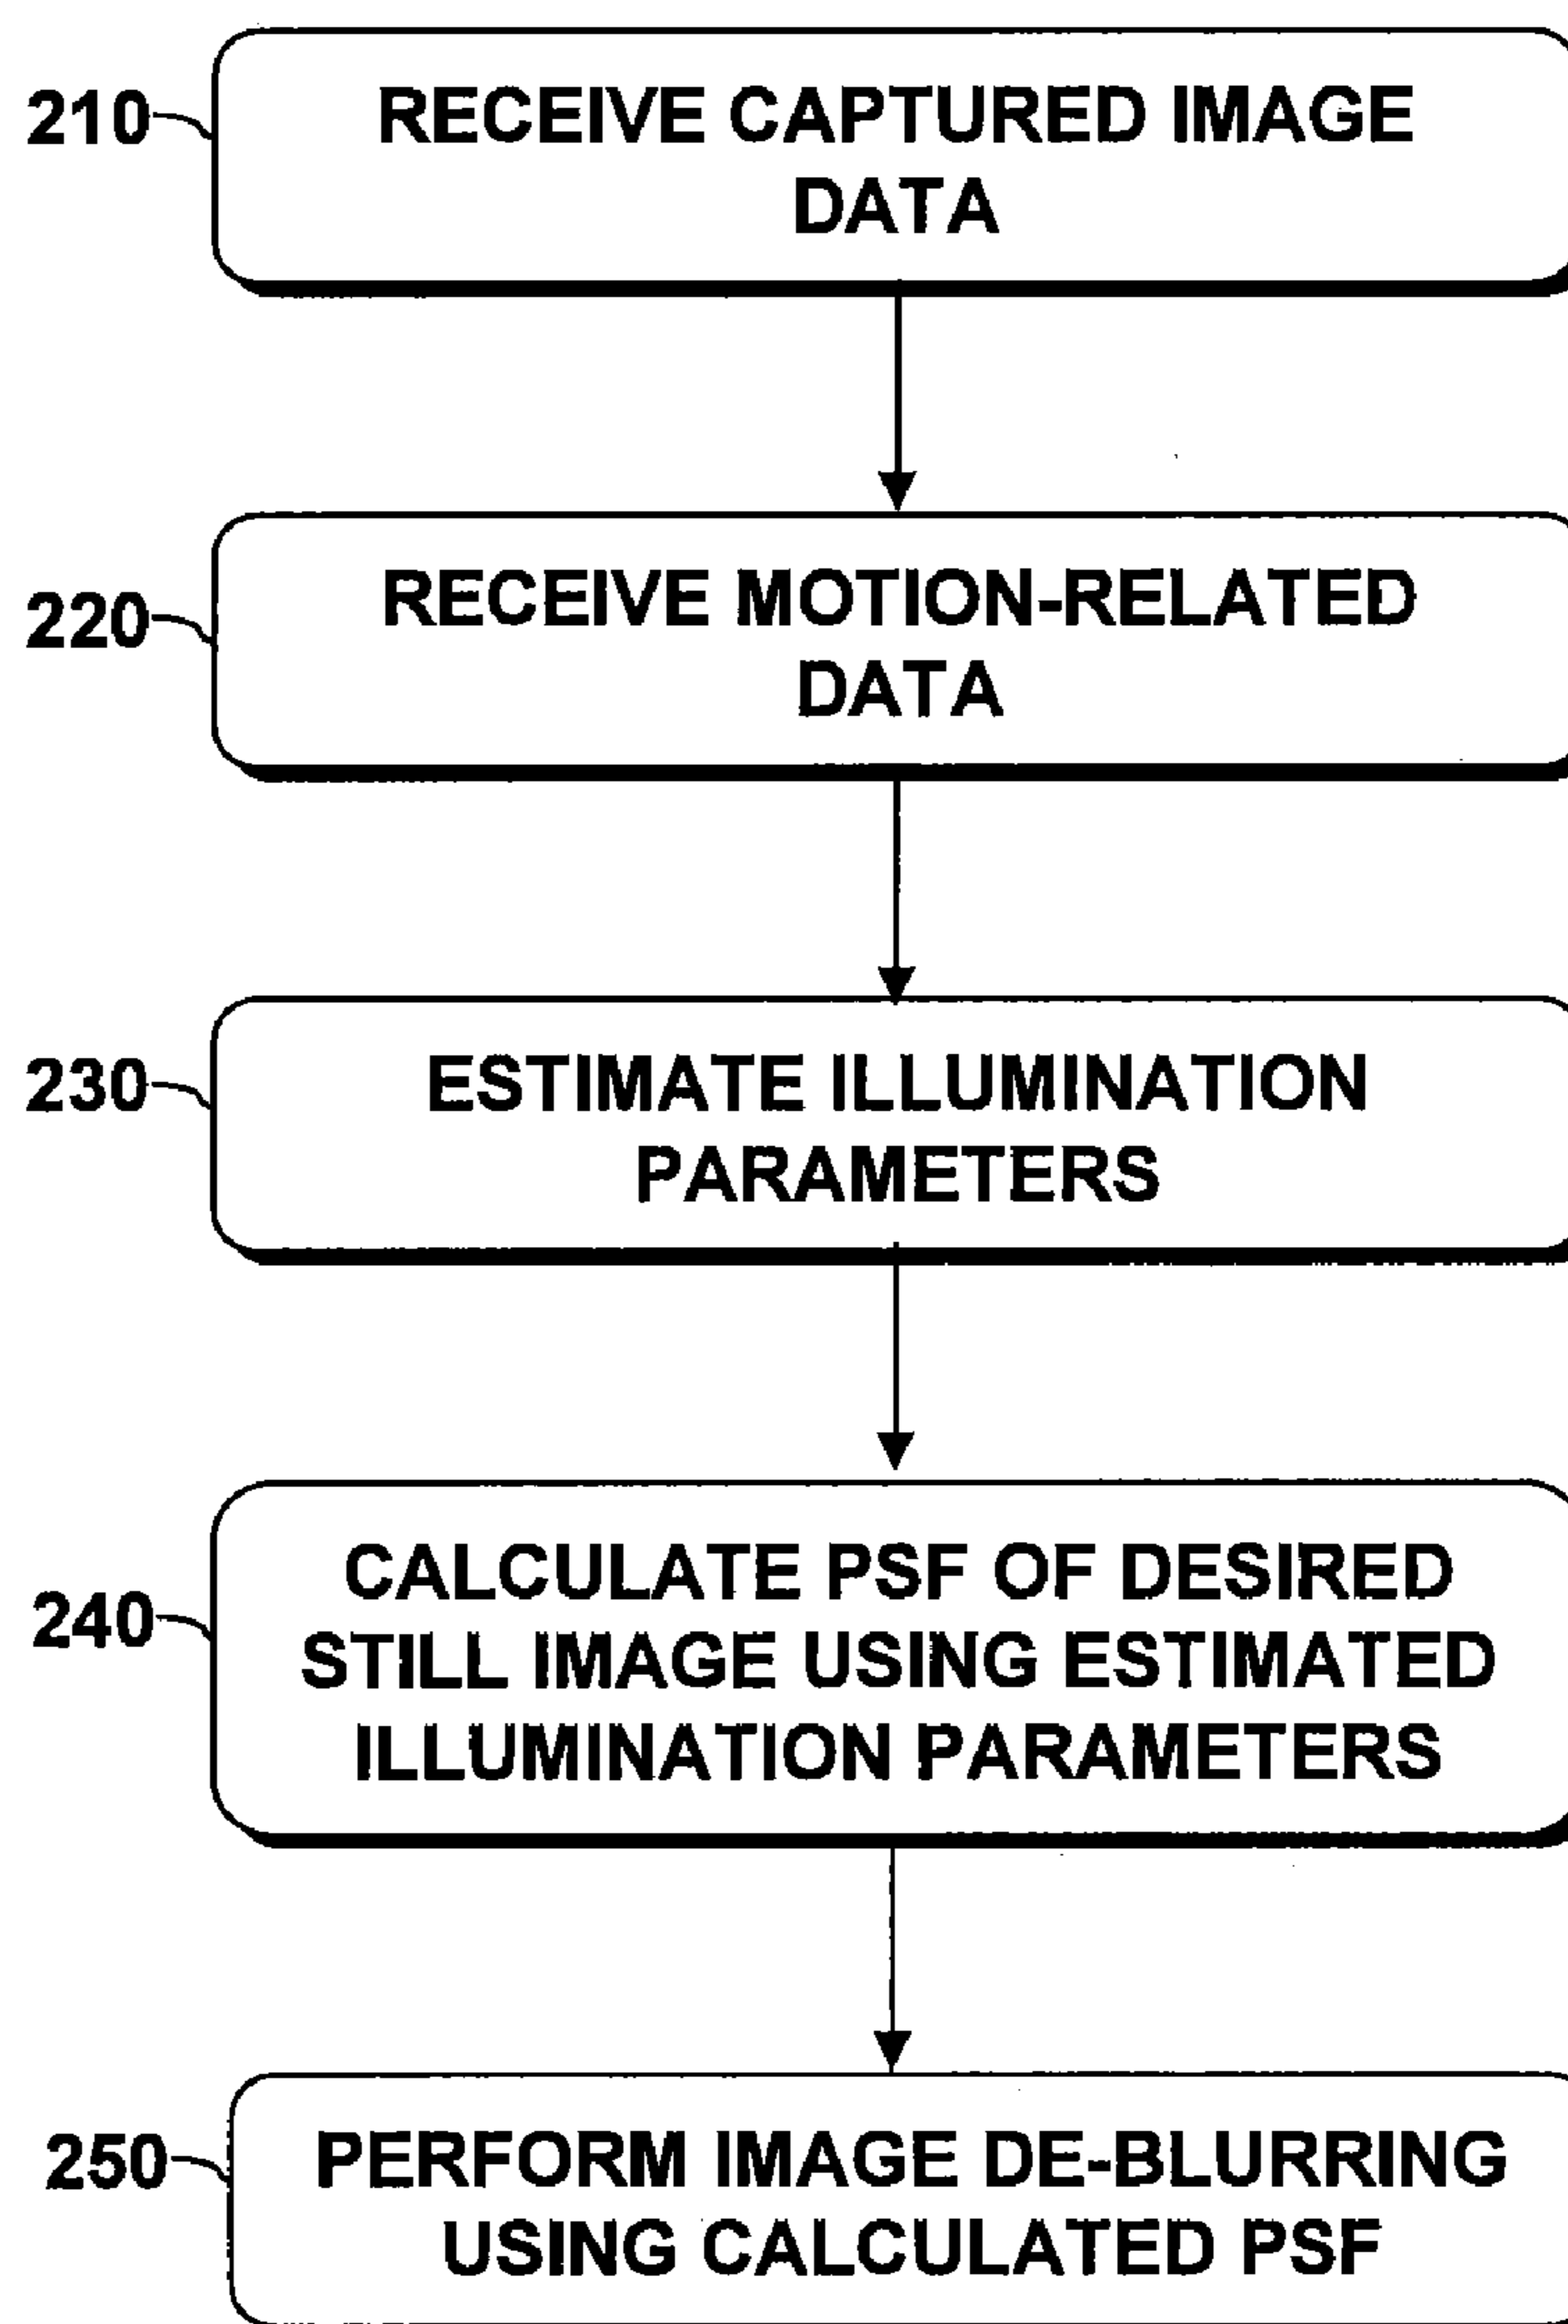 210
RECEIVE CAPTURED IMAGE
DATA
220
RECEIVE MOTION-RELATED
DATA
230
ESTIMATE ILLUMINATION
PARAMETERS
240
CALCULATE PSF OF DESIRED
STILL IMAGE USING ESTIMATED
ILLUMINATION PARAMETERS
250
PERFORM IMAGE DE-BLURRING
USING CALCULATED PSF